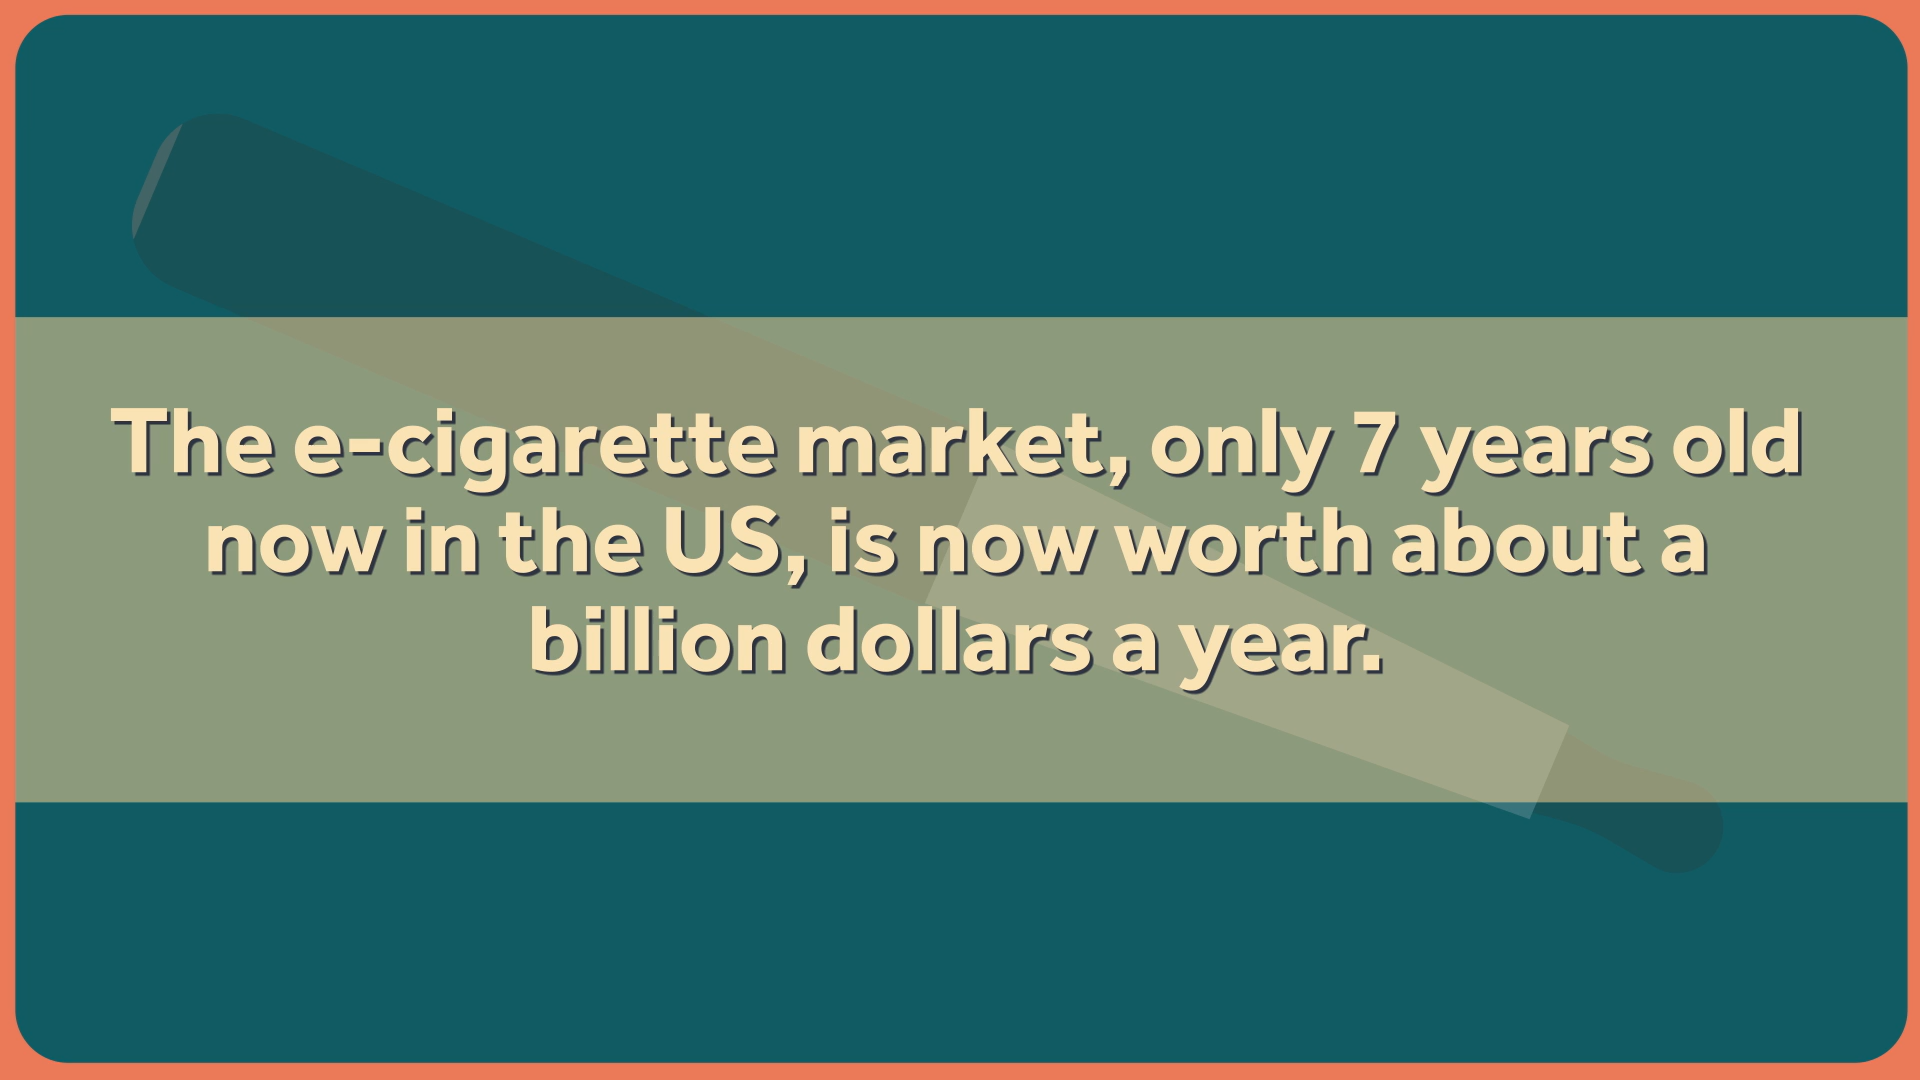 The e-cigarette market, only 7 years old
now in the US, is now worth about a
billion dollars a year.